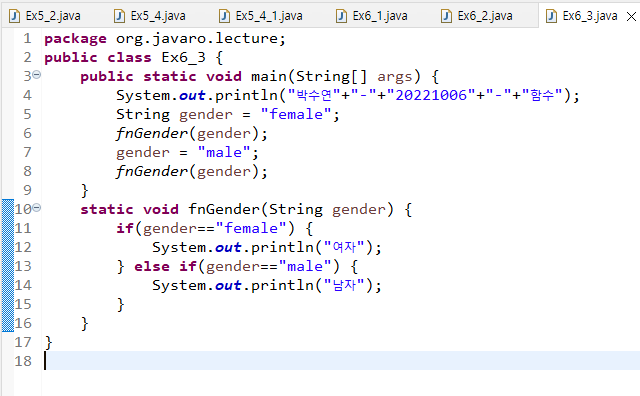 Ex5_2.java Ex5_4.java Ex5_4_1.java Ex6_1.java Ex6_2.java Ex6_3.java
1 package org.javaro.lecture;
2 public class Ex6_3 {
3 public static void main(String[] args) {
4 System.out.println("박수연"+"-"+"20221006"+"-"+"함수");
5 String gender = "female";
6 fnGender(gender);
7 gender = "male";
8 fnGender(gender);
9 }
10 static void fnGender(String gender) {
11 if(gender=="female") {
12 System.out.println("여자");
13 } else if(gender=="male") {
14 System.out.println("남자");
15 }
16 }
17 }
18